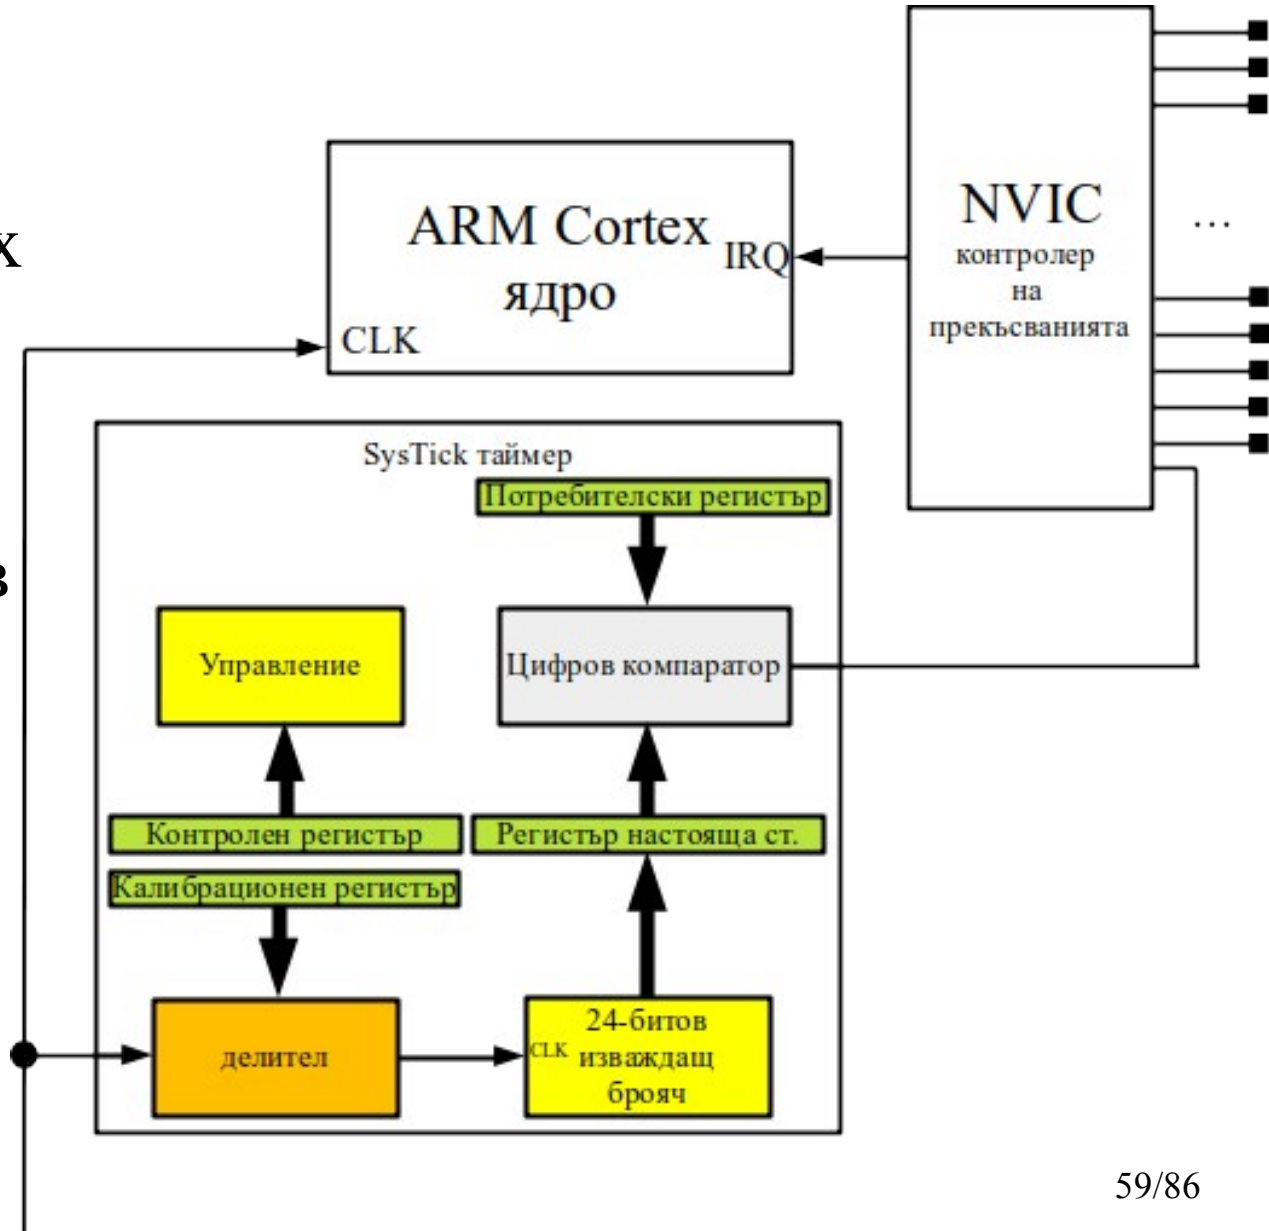 NVIC
контролер
на
прекъсванията
...
ARM Cortex
ядро
IRQ
CLK
х
в
SysTick таймер
Потребителски регистър
Управление
Цифров компаратор
Контролен регистър
Регистър настояща ст.
Калибрационен регистър
делител
24-битов
CLK изваждащ
брояч
59/86